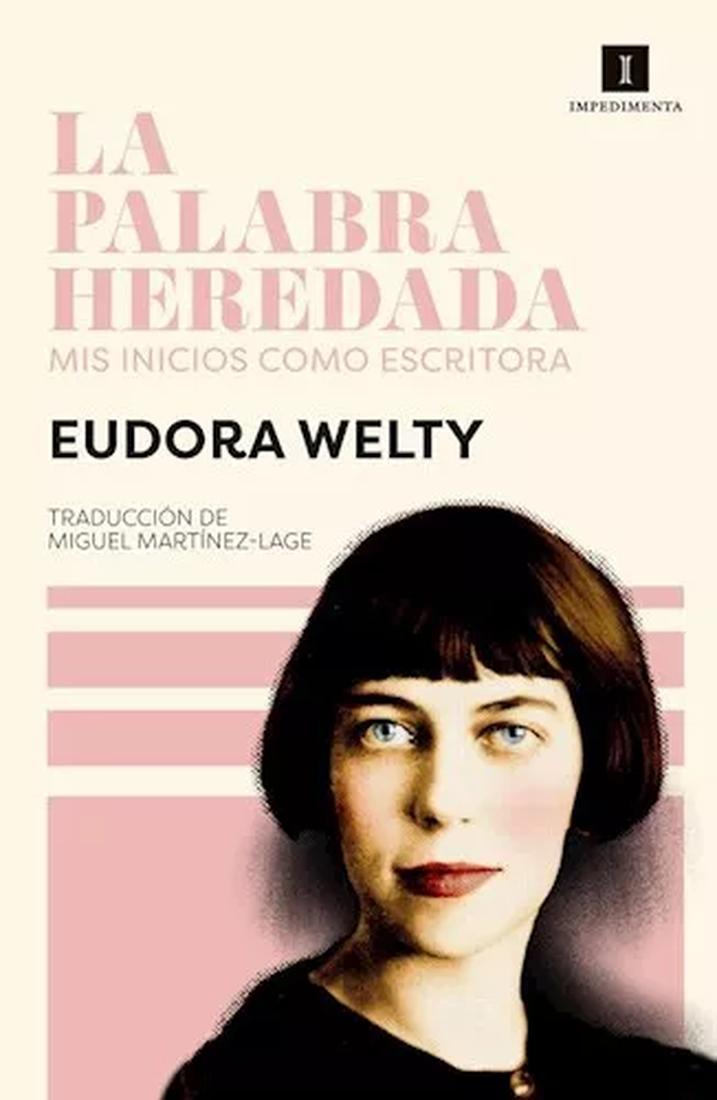 IMPEDIMENTA
LA
PALABRA
HEREDADA
MIS INICIOS COMO ESCRITORA
EUDORA WELTY
TRADUCCIÓN DE
MIGUEL MARTÍNEZ-LAGE